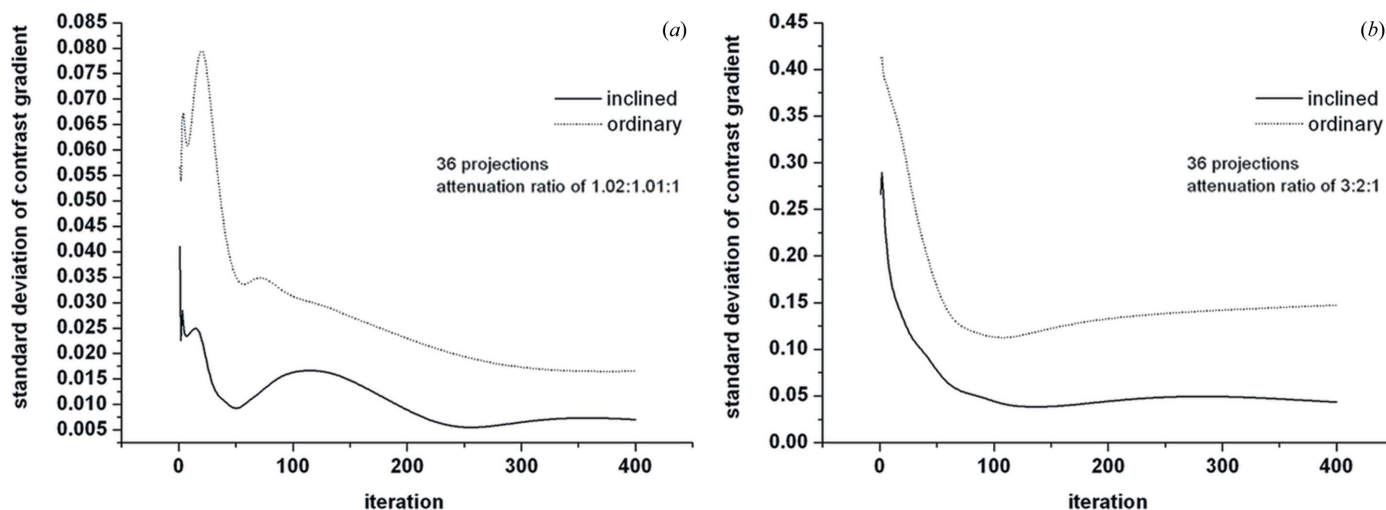 (a)
standard deviation of contrast gradient
0.085
0.080
0.075
0.070
0.065
0.060
0.055
0.050
0.045
0.040
0.035
0.030
0.025
0.020
0.015
0.010
0.005
inclined
ordinary
36 projections
attenuation ratio of 1.02:1.01:1
0 100 200 300 400
iteration
(b)
standard deviation of contrast gradient
0.45
0.40
0.35
0.30
0.25
0.20
0.15
0.10
0.05
0.00
inclined
ordinary
36 projections
attenuation ratio of 3:2:1
0 100 200 300 400
iteration